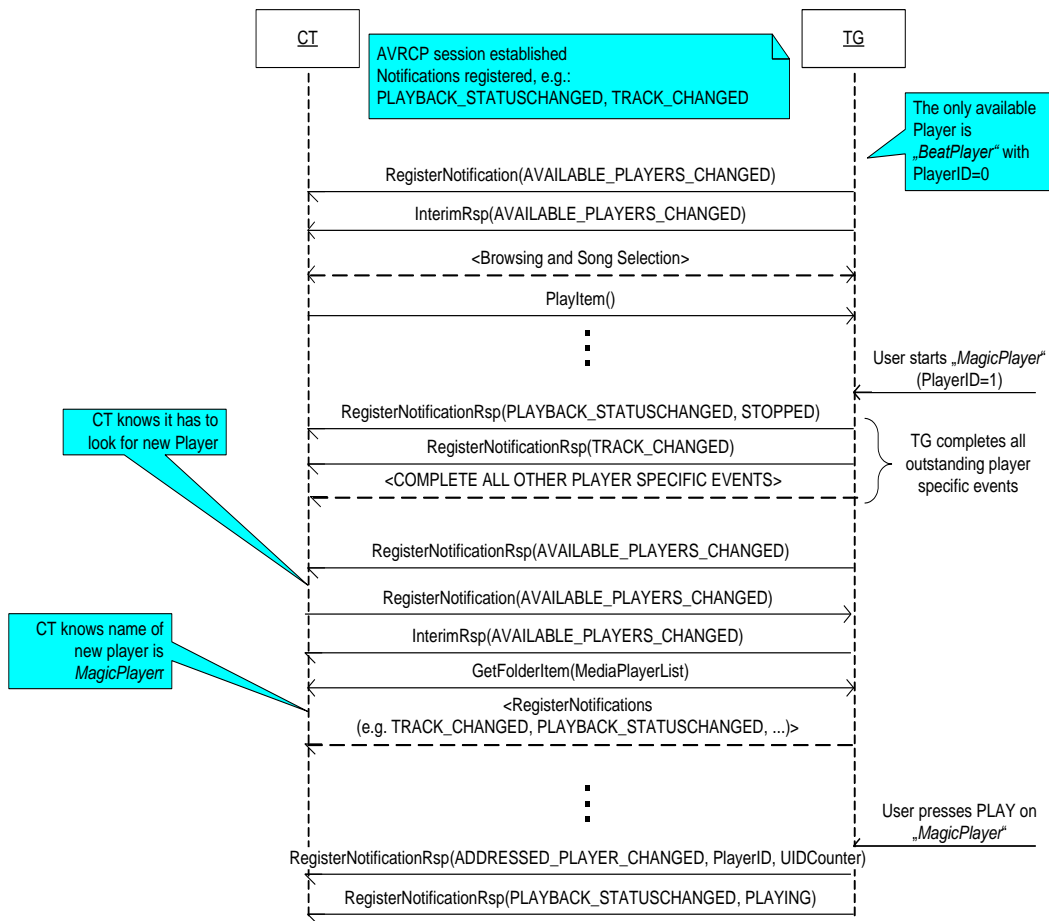 CT
AVRCP session established
Notifications registered, e.g.:
PLAYBACK_STATUSCHANGED, TRACK_CHANGED
TG
The only available
Player is
„BeatPlayer“ with
PlayerID=0
RegisterNotification(AVAILABLE_PLAYERS_CHANGED)
InterimRsp(AVAILABLE_PLAYERS_CHANGED)
<Browsing and Song Selection>
PlayItem()
User starts „MagicPlayer“
(PlayerID=1)
CT knows it has to
look for new Player
RegisterNotificationRsp(PLAYBACK_STATUSCHANGED, STOPPED)
RegisterNotificationRsp(TRACK_CHANGED)
<COMPLETE ALL OTHER PLAYER SPECIFIC EVENTS>
TG completes all
outstanding player
specific events
RegisterNotificationRsp(AVAILABLE_PLAYERS_CHANGED)
RegisterNotification(AVAILABLE_PLAYERS_CHANGED)
CT knows name of
new player is
MagicPlayerr
InterimRsp(AVAILABLE_PLAYERS_CHANGED)
GetFolderItem(MediaPlayerList)
<RegisterNotifications
(e.g. TRACK_CHANGED, PLAYBACK_STATUSCHANGED, ...)>
User presses PLAY on
„MagicPlayer“
RegisterNotificationRsp(ADDRESSED_PLAYER_CHANGED, PlayerID, UIDCounter)
RegisterNotificationRsp(PLAYBACK_STATUSCHANGED, PLAYING)